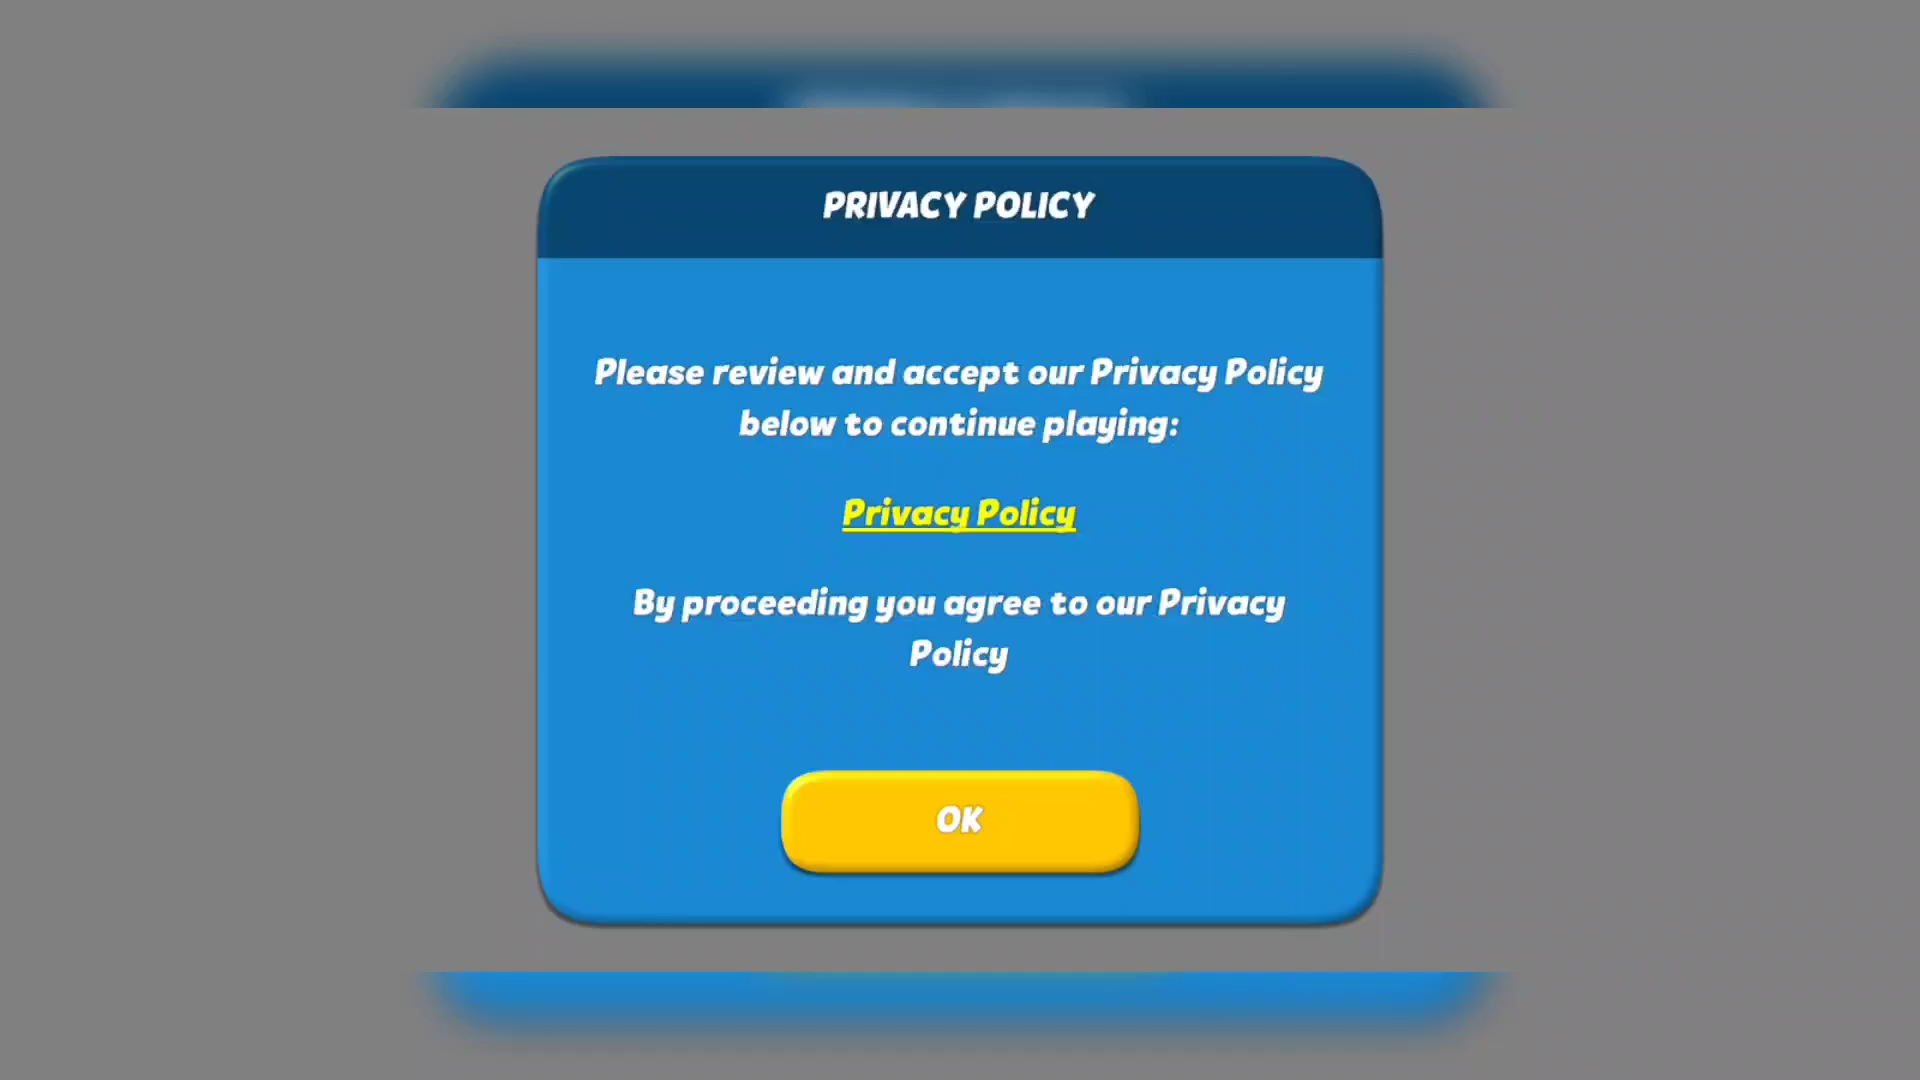 PRIVACY POLICY
Please review and accept our Privacy Policy
below to continue playing:
Privacy Policy
By proceeding you agree to our Privacy
Policy
OK